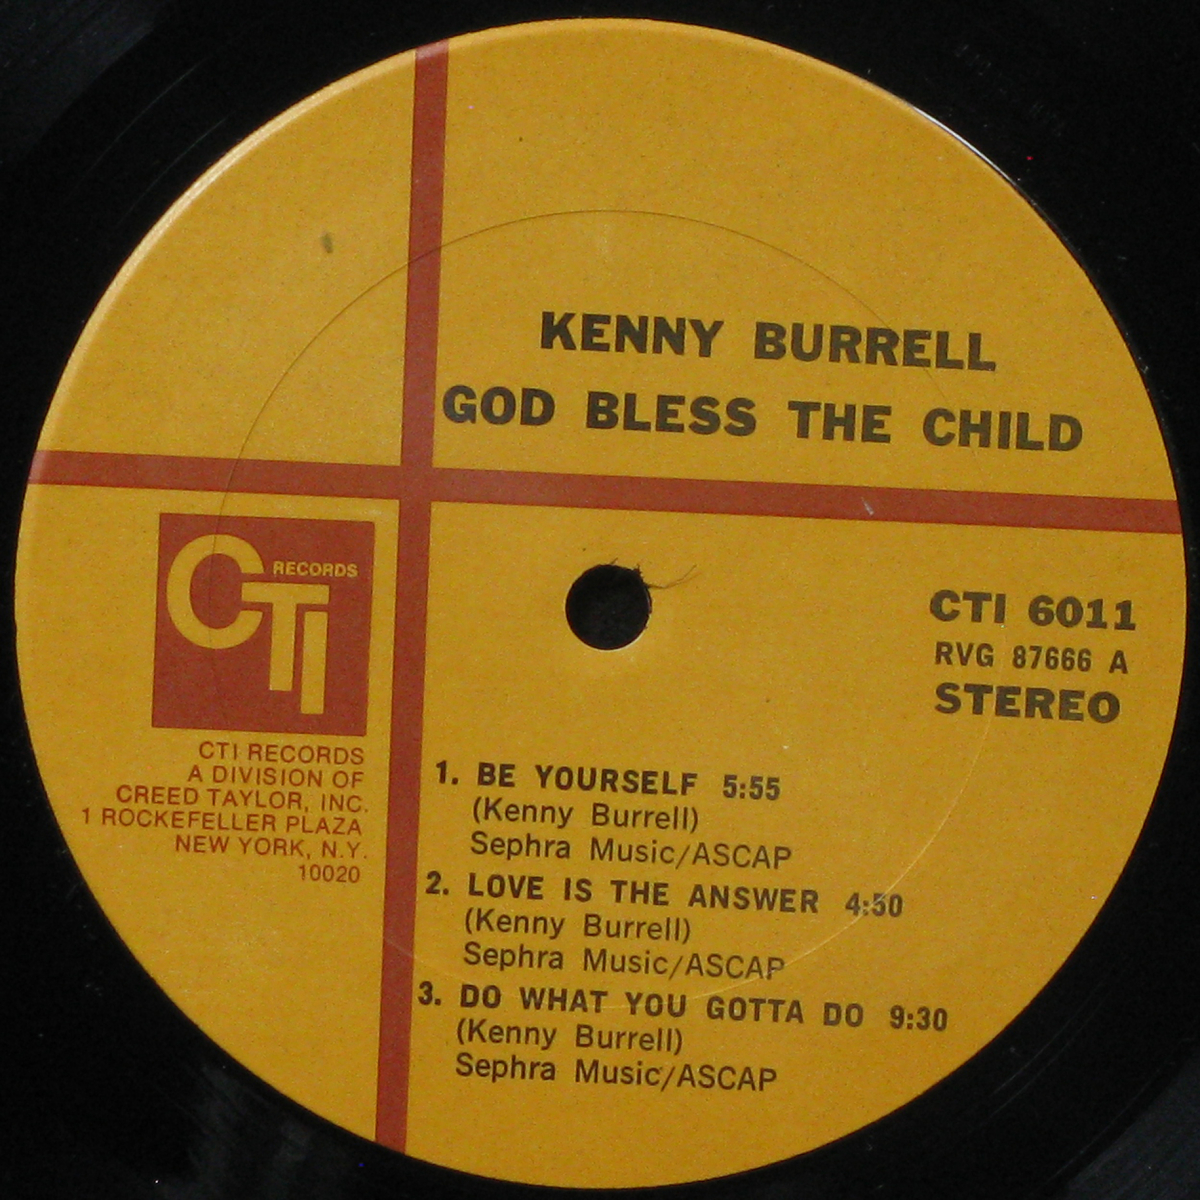 KENNY BURRELL
GOD BLESS THE CHILD
CTI RECORDS
CTI RECORDS
A DIVISION OF
CREED TAYLOR, INC.
1 ROCKEFELLER PLAZA
NEW YORK, N.Y.
10020
CTI 6011
RVG 87666 A
STEREO
1. BE YOURSELF 5:55
(Kenny Burrell)
Sephra Music/ASCAP
2. LOVE IS THE ANSWER 4:50
(Kenny Burrell)
Sephra Music/ASCAP
3. DO WHAT YOU GOTTA DO 9:30
(Kenny Burrell)
Sephra Music/ASCAP